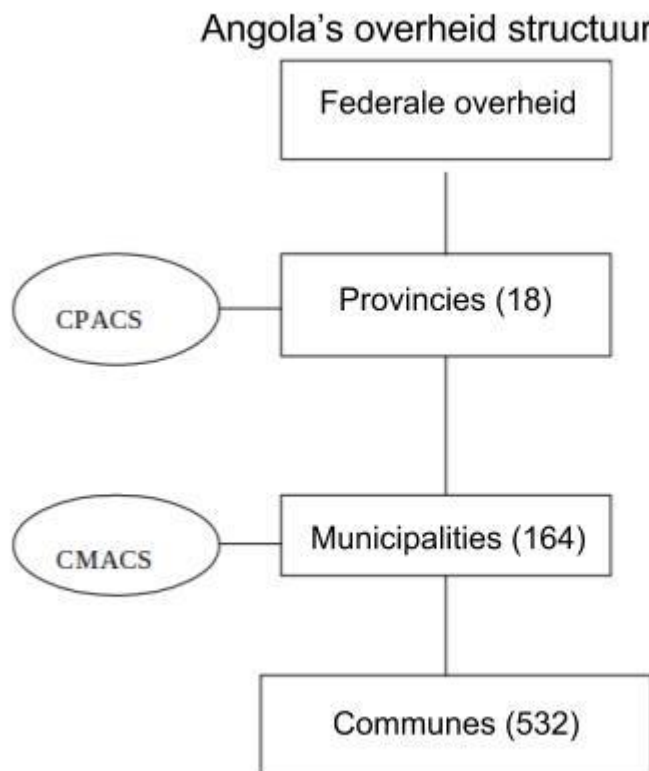 Angola's overheid structuur
Federale overheid
CPACS
Provincies (18)
CMACS
Municipalities (164)
Communes (532)